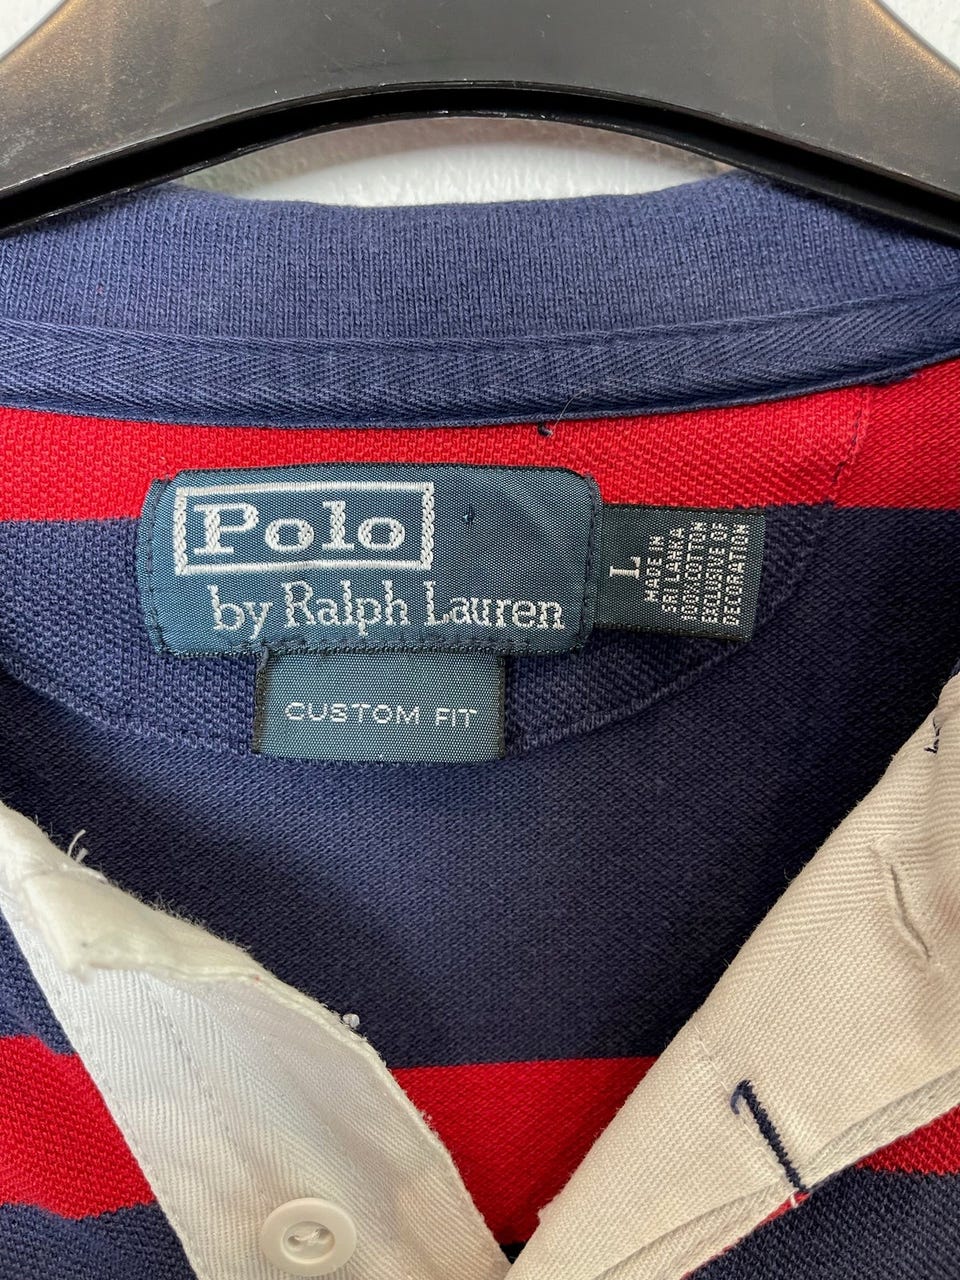 Polo
by Ralph Lauren
CUSTOM FIT
L
MADE IN
SRI LANKA
100% COTTON
EXCLUSIVE OF
DECORATION